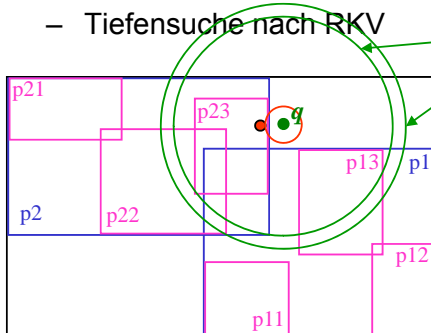 – Tiefensuche nach RKV
p21
p23
q
p13
p1
p2
p22
p12
p11